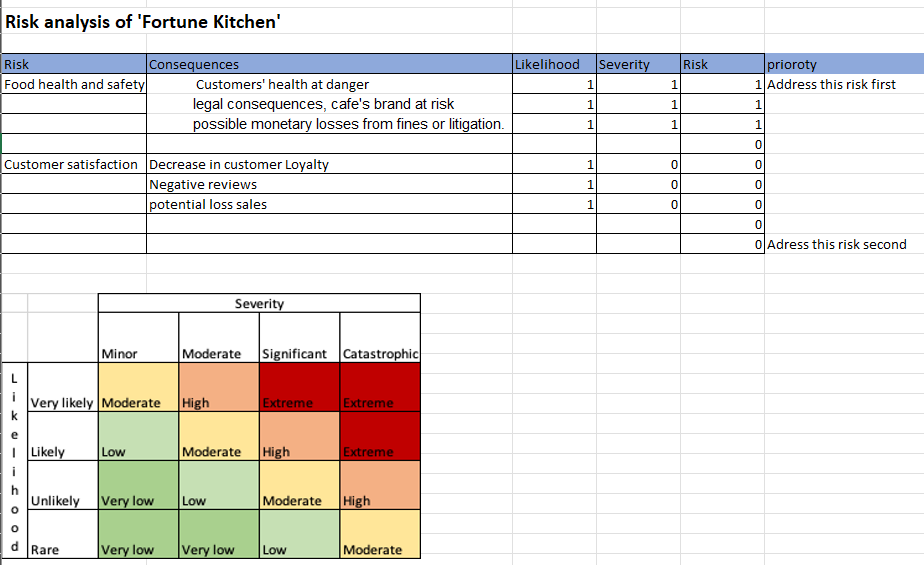 Risk analysis of 'Fortune Kitchen'
Risk Consequences Likelihood Severity Risk prioroty
Food health and safety Customers' health at danger 1 1 1 Address this risk first
legal consequences, cafe's brand at risk 1 1 1
possible monetary losses from fines or litigation. 1 1 1
0
Customer satisfaction Decrease in customer Loyalty 1 0 0
Negative reviews 1 0 0
potential loss sales 1 0 0
0
0 Adress this risk second
Severity
Minor Moderate Significant Catastrophic
Likelihood
Very likely Moderate High Extreme Extreme
Likely Low Moderate High Extreme
Unlikely Very low Low Moderate High
Rare Very low Very low Low Moderate